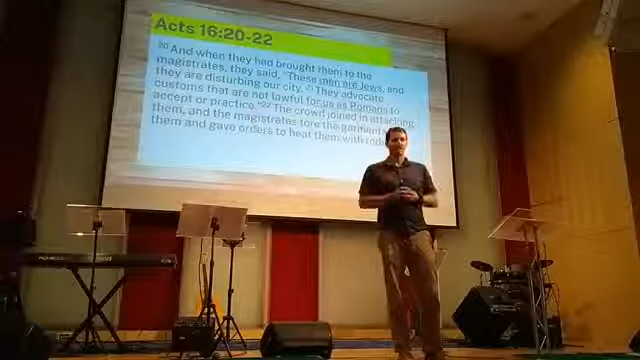 Acts 16:20-22
20 And when they had brought them to the
magistrates, they said, "These men are Jews, and
they are disturbing our city. 21 They advocate
customs that are not lawful for us as Romans to
accept or practice." 22 The crowd joined in attacking
them, and the magistrates tore the garments
them and gave orders to beat them with rods